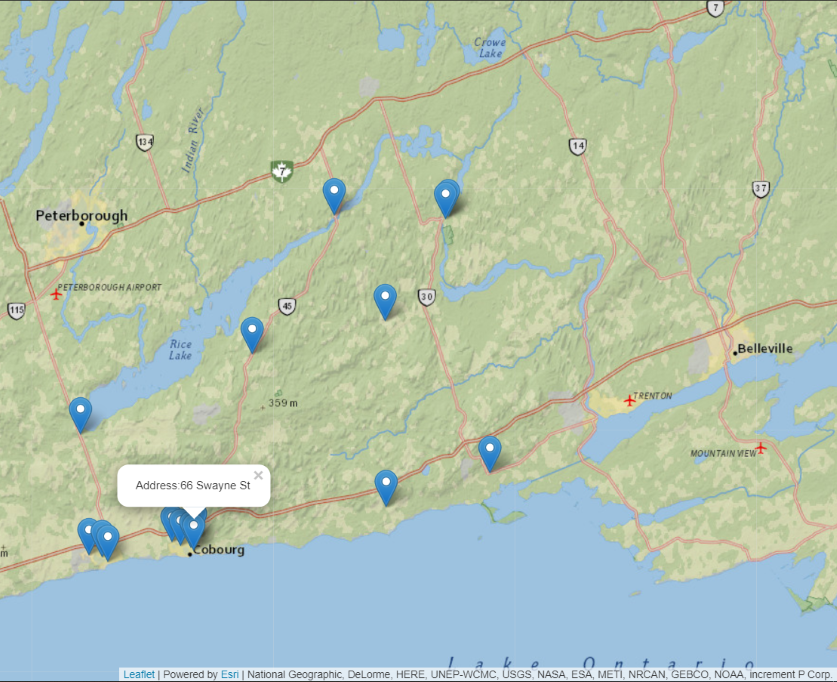 7
Crowe
Lake
134
Indian River
14
7
37
Peterborough
PETERBOROUGH AIRPORT
115
45
30
Rice
Lake
Belleville
359 m
TRENTON
MOUNTAIN VIEW
×
Address:66 Swayne St
m
Cobourg
Lake Ontario
Leaflet | Powered by Esri | National Geographic, DeLorme, HERE, UNEP-WCMC, USGS, NASA, ESA, METI, NRCAN, GEBCO, NOAA, increment P Corp.